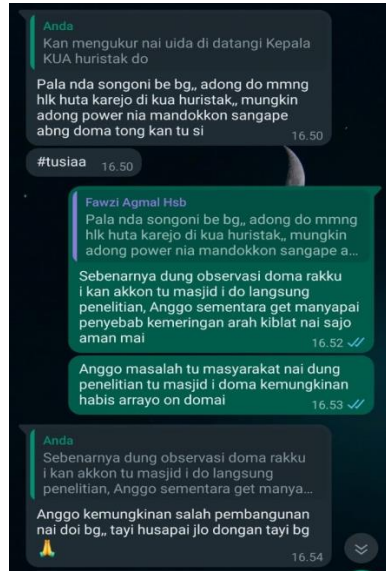 Anda
Kan mengukur nai uida di datangi Kepala
KUA huristak do
Pala nda songoni be bg,, adong do mmng
hlk huta karejo di kua huristak,, mungkin
adong power nia mandokkon sangape
abng doma tong kan tu si
16.50
#tusiaa 16.50
Fawzi Agmal Hsb
Pala nda songoni be bg,, adong do mmng
hlk huta karejo di kua huristak,, mungkin
adong power nia mandokkon sangape a...
Sebenarnya dung observasi doma rakku
i kan akkon tu masjid i do langsung
penelitian, Anggo sementara get manyapai
penyebab kemeringan arah kiblat nai sajo
aman mai
16.52
Anggo masalah tu masyarakat nai dung
penelitian tu masjid i doma kemungkinan
habis arrayo on domai
16.53
Anda
Sebenarnya dung observasi doma rakku
i kan akkon tu masjid i do langsung
penelitian, Anggo sementara get manya...
Anggo kemungkinan salah pembangunan
nai doi bg,, tayi husapai jlo dongan tayi bg
🙏
16.54